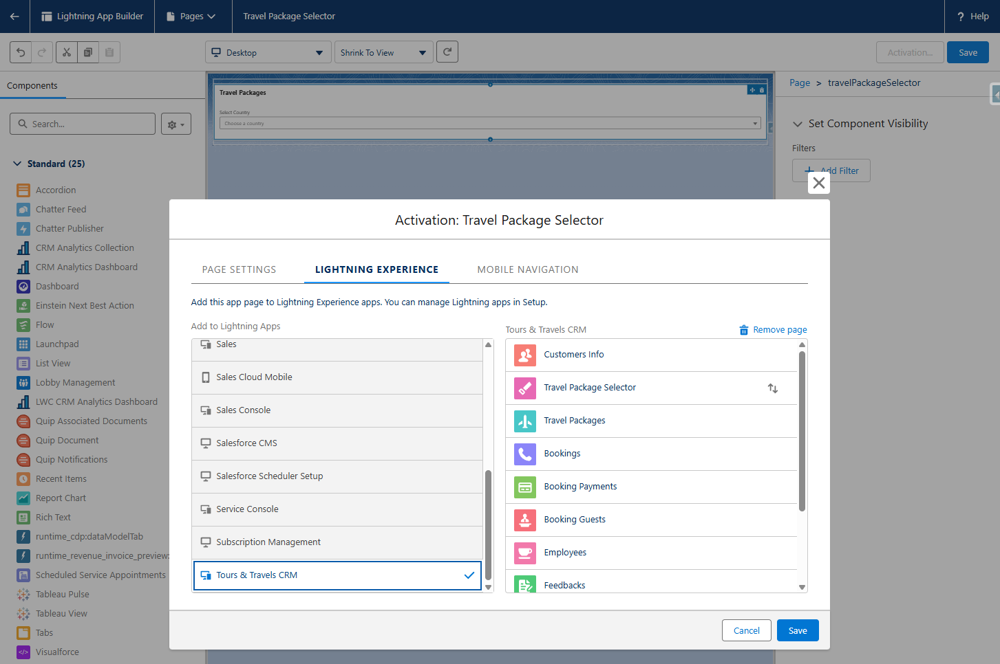 Lightning App Builder
Pages
Travel Package Selector
? Help
Desktop
Shrink To View
Activation...
Save
Components
Search...
Standard (25)
Accordion
Chatter Feed
Chatter Publisher
CRM Analytics Collection
CRM Analytics Dashboard
Dashboard
Einstein Next Best Action
Flow
Launchpad
List View
Lobby Management
LWC CRM Analytics Dashboard
Quip Associated Documents
Quip Document
Quip Notifications
Recent Items
Report Chart
Rich Text
runtime_cdp:dataModelTab
runtime_revenue_invoice_preview:
Scheduled Service Appointments
Tableau Pulse
Tableau View
Tabs
Visualforce
Travel Packages
Select Country
Choose a country
Page > travelPackageSelector
Set Component Visibility
Filters
Add Filter
Activation: Travel Package Selector
PAGE SETTINGS
LIGHTNING EXPERIENCE
MOBILE NAVIGATION
Add this app page to Lightning Experience apps. You can manage Lightning apps in Setup.
Add to Lightning Apps
Sales
Sales Cloud Mobile
Sales Console
Salesforce CMS
Salesforce Scheduler Setup
Service Console
Subscription Management
Tours & Travels CRM
Tours & Travels CRM
Remove page
Customers Info
Travel Package Selector
Travel Packages
Bookings
Booking Payments
Booking Guests
Employees
Feedbacks
Cancel
Save